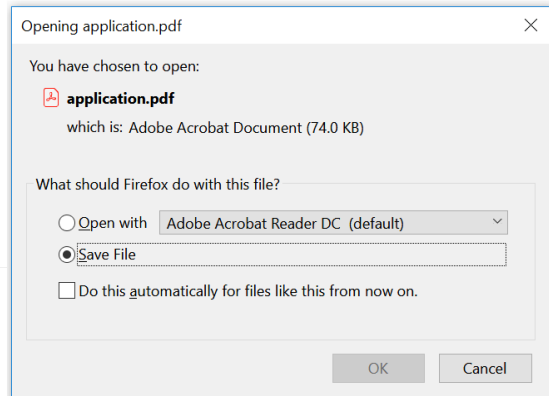 Opening application.pdf
You have chosen to open:
application.pdf
which is: Adobe Acrobat Document (74.0 KB)
What should Firefox do with this file?
Open with Adobe Acrobat Reader DC (default)
Save File
Do this automatically for files like this from now on.
OK Cancel